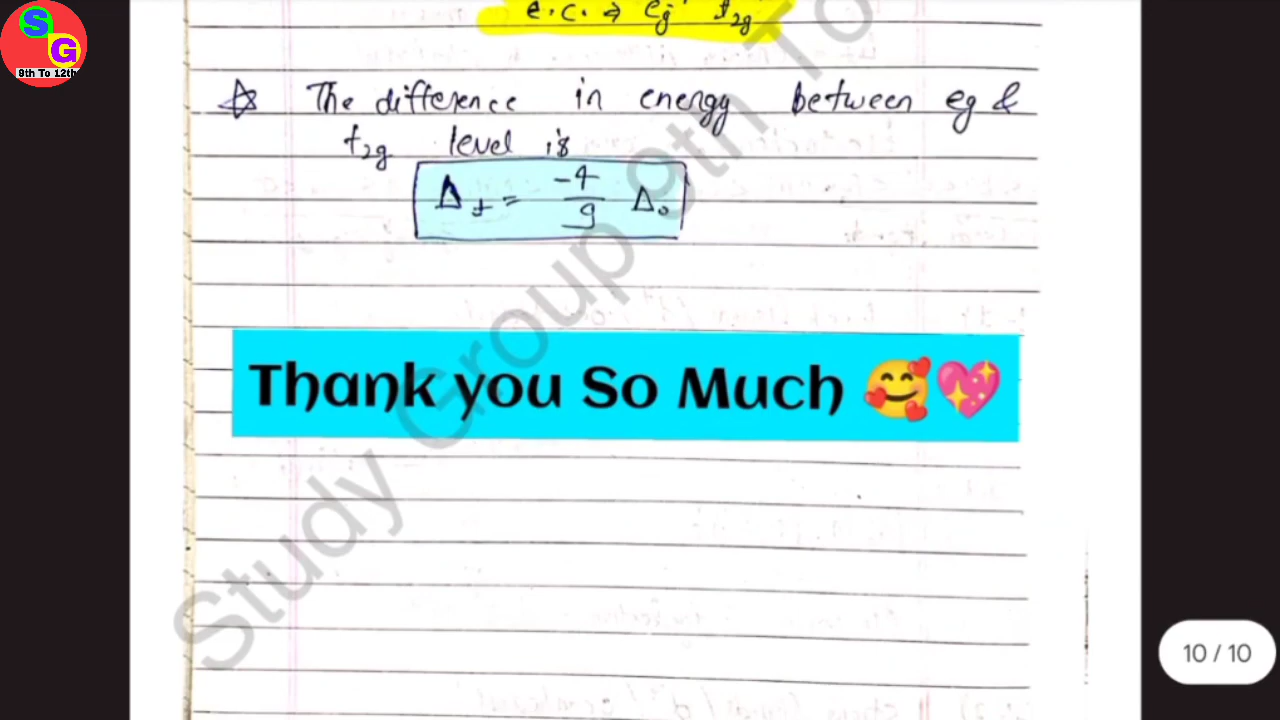 S
G
9th To 12th
e.c. ⇒ eg t2g
☆ The difference in energy between eg &
t2g level is
Δt = -4/9 Δo
Thank you So Much 🥰💖
Study Group 9th To
10 / 10